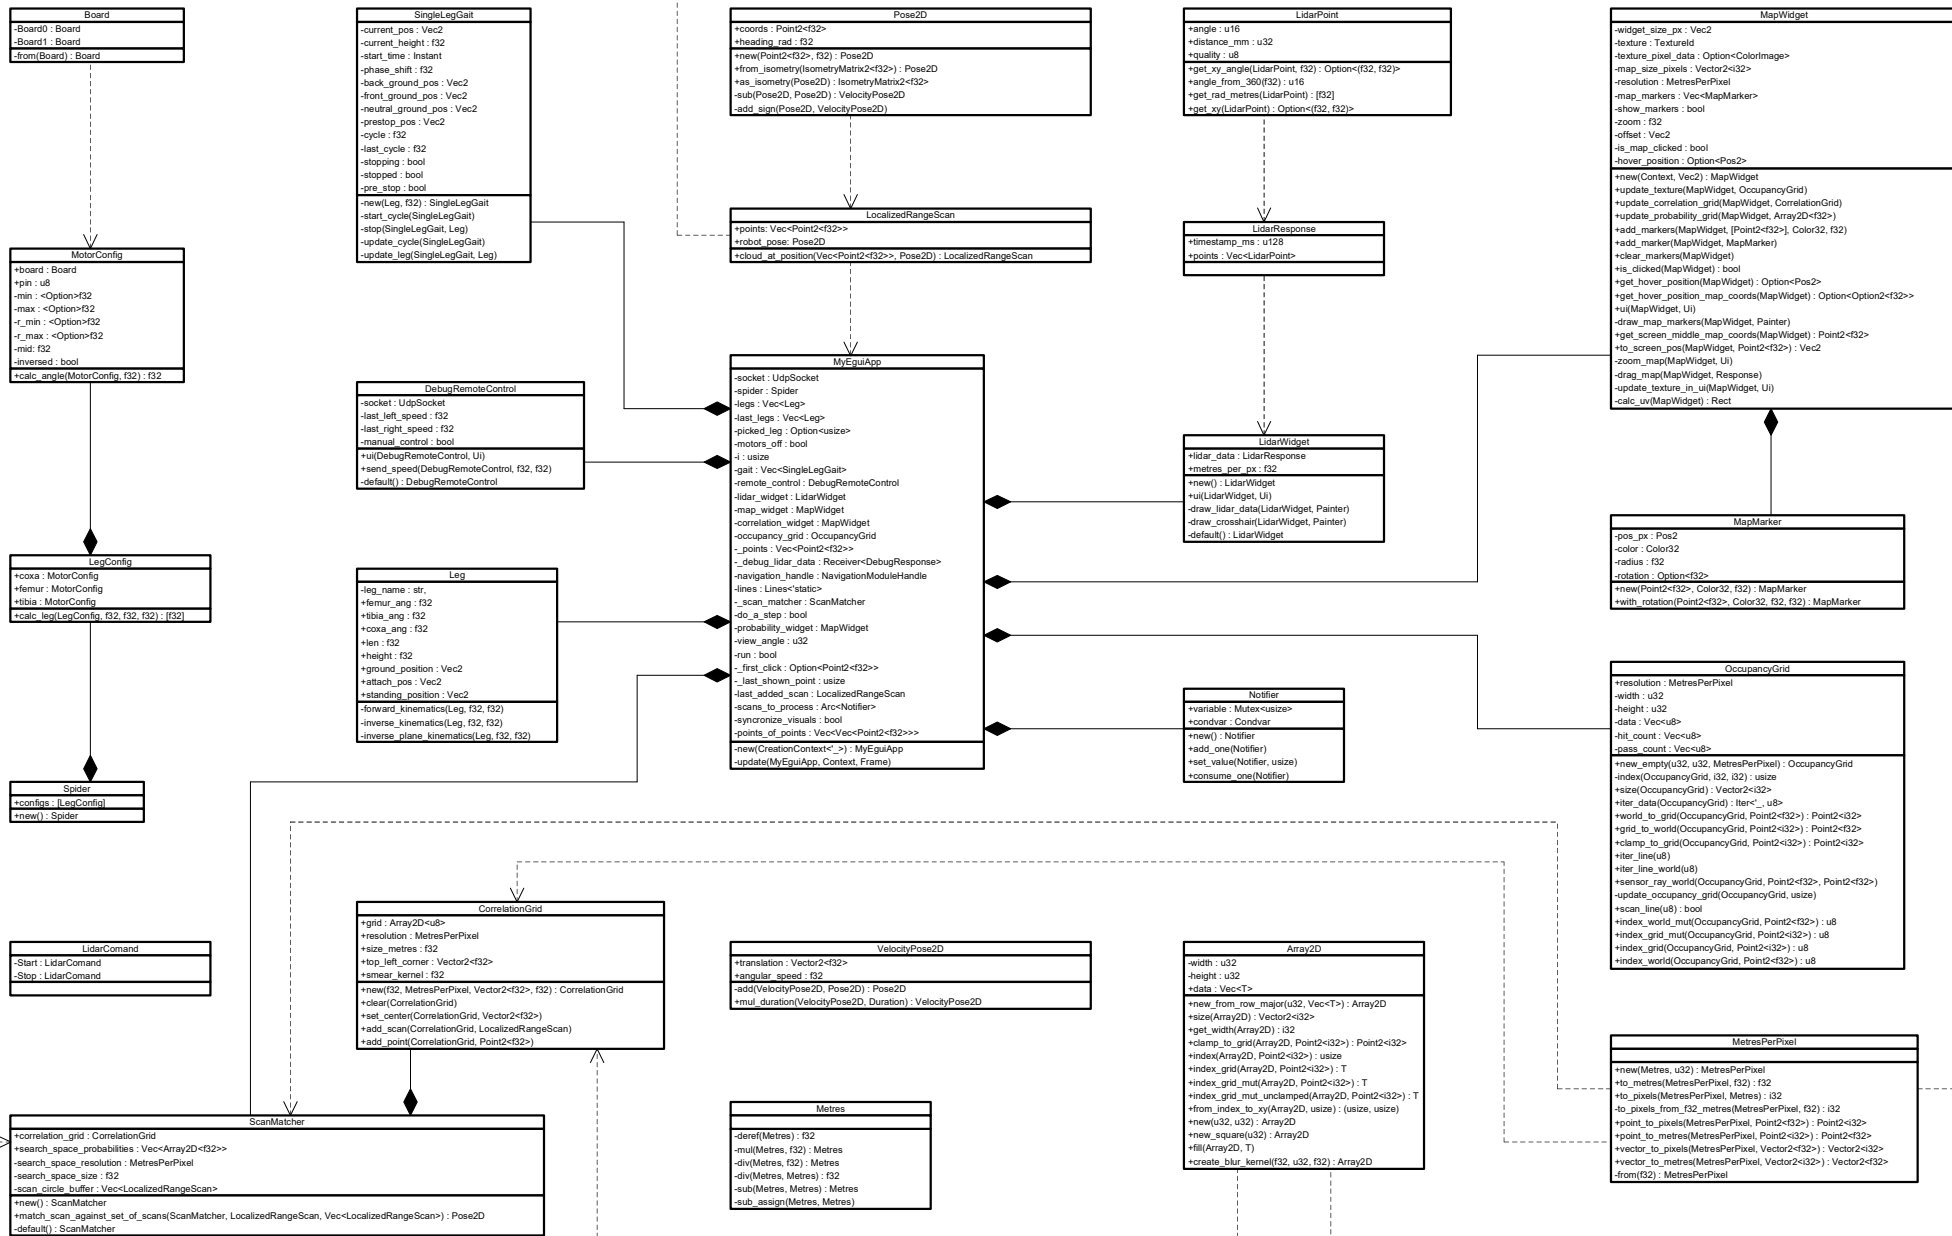 Board
-Board0 : Board
-Board1 : Board
-from(Board) : Board
SingleLegGait
-current_pos : Vec2
-current_height : f32
-start_time : Instant
-phase_shift : f32
-back_ground_pos : Vec2
-front_ground_pos : Vec2
-neutral_ground_pos : Vec2
-prestop_pos : Vec2
-cycle : f32
-last_cycle : f32
-stopping : bool
-stopped : bool
-pre_stop : bool
-new(Leg, f32) : SingleLegGait
-start_cycle(SingleLegGait)
-stop(SingleLegGait, Leg)
-update_cycle(SingleLegGait)
-update_leg(SingleLegGait, Leg)
Pose2D
+coords : Point2<f32>
+heading_rad : f32
+new(Point2<f32>, f32) : Pose2D
+from_isometry(IsometryMatrix2<f32>) : Pose2D
+as_isometry(Pose2D) : IsometryMatrix2<f32>
-sub(Pose2D, Pose2D) : VelocityPose2D
-add_sign(Pose2D, VelocityPose2D)
LidarPoint
+angle : u16
+distance_mm : u32
+quality : u8
+get_xy_angle(LidarPoint, f32) : Option<(f32, f32)>
+angle_from_360(f32) : u16
+get_rad_metres(LidarPoint) : [f32]
+get_xy(LidarPoint) : Option<(f32, f32)>
MapWidget
-widget_size_px : Vec2
-texture : TextureId
-texture_pixel_data : Option<ColorImage>
-map_size_pixels : Vector2<i32>
-resolution : MetresPerPixel
-map_markers : Vec<MapMarker>
-show_markers : bool
-zoom : f32
-offset : Vec2
-is_map_clicked : bool
-hover_position : Option<Pos2>
+new(Context, Vec2) : MapWidget
+update_texture(MapWidget, OccupancyGrid)
+update_correlation_grid(MapWidget, CorrelationGrid)
+update_probability_grid(MapWidget, Array2D<f32>)
+add_markers(MapWidget, [Point2<f32>], Color32, f32)
+add_marker(MapWidget, MapMarker)
+clear_markers(MapWidget)
+is_clicked(MapWidget) : bool
+get_hover_position(MapWidget) : Option<Pos2>
+get_hover_position_map_coords(MapWidget) : Option<Option2<f32>>
+ui(MapWidget, Ui)
-draw_map_markers(MapWidget, Painter)
+get_screen_middle_map_coords(MapWidget) : Point2<f32>
+to_screen_pos(MapWidget, Point2<f32>) : Vec2
-zoom_map(MapWidget, Ui)
-drag_map(MapWidget, Response)
-update_texture_in_ui(MapWidget, Ui)
-calc_uv(MapWidget) : Rect
LocalizedRangeScan
+points: Vec<Point2<f32>>
+robot_pose: Pose2D
+cloud_at_position(Vec<Point2<f32>>, Pose2D) : LocalizedRangeScan
LidarResponse
+timestamp_ms : u128
+points : Vec<LidarPoint>
MotorConfig
+board : Board
+pin : u8
-min : <Option>f32
-max : <Option>f32
-r_min : <Option>f32
-r_max : <Option>f32
-mid: f32
-inversed : bool
+calc_angle(MotorConfig, f32) : f32
DebugRemoteControl
-socket : UdpSocket
-last_left_speed : f32
-last_right_speed : f32
-manual_control : bool
+ui(DebugRemoteControl, Ui)
+send_speed(DebugRemoteControl, f32, f32)
-default() : DebugRemoteControl
MyEguiApp
-socket : UdpSocket
-spider : Spider
-legs : Vec<Leg>
-last_legs : Vec<Leg>
-picked_leg : Option<usize>
-motors_off : bool
-i : usize
-gait : Vec<SingleLegGait>
-remote_control : DebugRemoteControl
-lidar_widget : LidarWidget
-map_widget : MapWidget
-correlation_widget : MapWidget
-occupancy_grid : OccupancyGrid
-_points : Vec<Point2<f32>>
-_debug_lidar_data : Receiver<DebugResponse>
-navigation_handle : NavigationModuleHandle
-lines : Lines<'static>
-_scan_matcher : ScanMatcher
-do_a_step : bool
-probability_widget : MapWidget
-view_angle : u32
-run : bool
-_first_click : Option<Point2<f32>>
-_last_shown_point : usize
-last_added_scan : LocalizedRangeScan
-scans_to_process : Arc<Notifier>
-syncronize_visuals : bool
-points_of_points : Vec<Vec<Point2<f32>>>
-new(CreationContext<'_>) : MyEguiApp
-update(MyEguiApp, Context, Frame)
LidarWidget
+lidar_data : LidarResponse
+metres_per_px : f32
+new() : LidarWidget
+ui(LidarWidget, Ui)
-draw_lidar_data(LidarWidget, Painter)
-draw_crosshair(LidarWidget, Painter)
-default() : LidarWidget
MapMarker
-pos_px : Pos2
-color : Color32
-radius : f32
-rotation : Option<f32>
+new(Point2<f32>, Color32, f32) : MapMarker
+with_rotation(Point2<f32>, Color32, f32, f32) : MapMarker
LegConfig
+coxa : MotorConfig
+femur : MotorConfig
+tibia : MotorConfig
+calc_leg(LegConfig, f32, f32, f32) : [f32]
Leg
-leg_name : str,
+femur_ang : f32
+tibia_ang : f32
+coxa_ang : f32
+len : f32
+height : f32
+ground_position : Vec2
+attach_pos : Vec2
+standing_position : Vec2
-forward_kinematics(Leg, f32, f32)
-inverse_kinematics(Leg, f32, f32)
-inverse_plane_kinematics(Leg, f32, f32)
Notifier
+variable : Mutex<usize>
+condvar : Condvar
+new() : Notifier
+add_one(Notifier)
+set_value(Notifier, usize)
+consume_one(Notifier)
OccupancyGrid
+resolution : MetresPerPixel
-width : u32
-height : u32
-data : Vec<u8>
-hit_count : Vec<u8>
-pass_count : Vec<u8>
+new_empty(u32, u32, MetresPerPixel) : OccupancyGrid
-index(OccupancyGrid, i32, i32) : usize
+size(OccupancyGrid) : Vector2<i32>
+iter_data(OccupancyGrid) : Iter<'_, u8>
+world_to_grid(OccupancyGrid, Point2<f32>) : Point2<i32>
+grid_to_world(OccupancyGrid, Point2<i32>) : Point2<f32>
+clamp_to_grid(OccupancyGrid, Point2<i32>) : Point2<i32>
+iter_line(u8)
+iter_line_world(u8)
+sensor_ray_world(OccupancyGrid, Point2<f32>, Point2<f32>)
-update_occupancy_grid(OccupancyGrid, usize)
+scan_line(u8) : bool
+index_world_mut(OccupancyGrid, Point2<f32>) : u8
+index_grid_mut(OccupancyGrid, Point2<i32>) : u8
+index_grid(OccupancyGrid, Point2<i32>) : u8
+index_world(OccupancyGrid, Point2<i32>) : u8
Spider
+configs : [LegConfig]
+new() : Spider
CorrelationGrid
+grid : Array2D<u8>
+resolution : MetresPerPixel
+size_metres : f32
+top_left_corner : Vector2<f32>
+smear_kernel : f32
+new(f32, MetresPerPixel, Vector2<f32>, f32) : CorrelationGrid
+clear(CorrelationGrid)
+set_center(CorrelationGrid, Vector2<f32>)
+add_scan(CorrelationGrid, LocalizedRangeScan)
+add_point(CorrelationGrid, Point2<f32>)
LidarComand
-Start : LidarComand
-Stop : LidarComand
VelocityPose2D
+translation : Vector2<f32>
+angular_speed : f32
-add(VelocityPose2D, Pose2D) : Pose2D
+mul_duration(VelocityPose2D, Duration) : VelocityPose2D
Array2D
-width : u32
-height : u32
+data : Vec<T>
+new_from_row_major(u32, Vec<T>) : Array2D
+size(Array2D) : Vector2<i32>
+get_width(Array2D) : i32
+clamp_to_grid(Array2D, Point2<i32>) : Point2<i32>
+index(Array2D, Point2<i32>) : usize
+index_grid(Array2D, Point2<i32>) : T
+index_grid_mut(Array2D, Point2<i32>) : T
+index_grid_mut_unclamped(Array2D, Point2<i32>) : T
+from_index_to_xy(Array2D, usize) : (usize, usize)
+new(u32, u32) : Array2D
+new_square(u32) : Array2D
+fill(Array2D, T)
+create_blur_kernel(f32, u32, f32) : Array2D
MetresPerPixel
+new(Metres, u32) : MetresPerPixel
+to_metres(MetresPerPixel, f32) : f32
+to_pixels(MetresPerPixel, Metres) : i32
-to_pixels_from_f32_metres(MetresPerPixel, f32) : i32
+point_to_pixels(MetresPerPixel, Point2<f32>) : Point2<i32>
+point_to_metres(MetresPerPixel, Point2<i32>) : Point2<f32>
+vector_to_pixels(MetresPerPixel, Vector2<f32>) : Vector2<i32>
+vector_to_metres(MetresPerPixel, Vector2<i32>) : Vector2<f32>
-from(f32) : MetresPerPixel
Metres
-deref(Metres) : f32
-mul(Metres, f32) : Metres
-div(Metres, f32) : Metres
-div(Metres, Metres) : f32
-sub(Metres, Metres) : Metres
-sub_assign(Metres, Metres)
ScanMatcher
+correlation_grid : CorrelationGrid
+search_space_probabilities : Vec<Array2D<f32>>
-search_space_resolution : MetresPerPixel
-search_space_size : f32
-scan_circle_buffer : Vec<LocalizedRangeScan>
+new() : ScanMatcher
+match_scan_against_set_of_scans(ScanMatcher, LocalizedRangeScan, Vec<LocalizedRangeScan>) : Pose2D
-default() : ScanMatcher